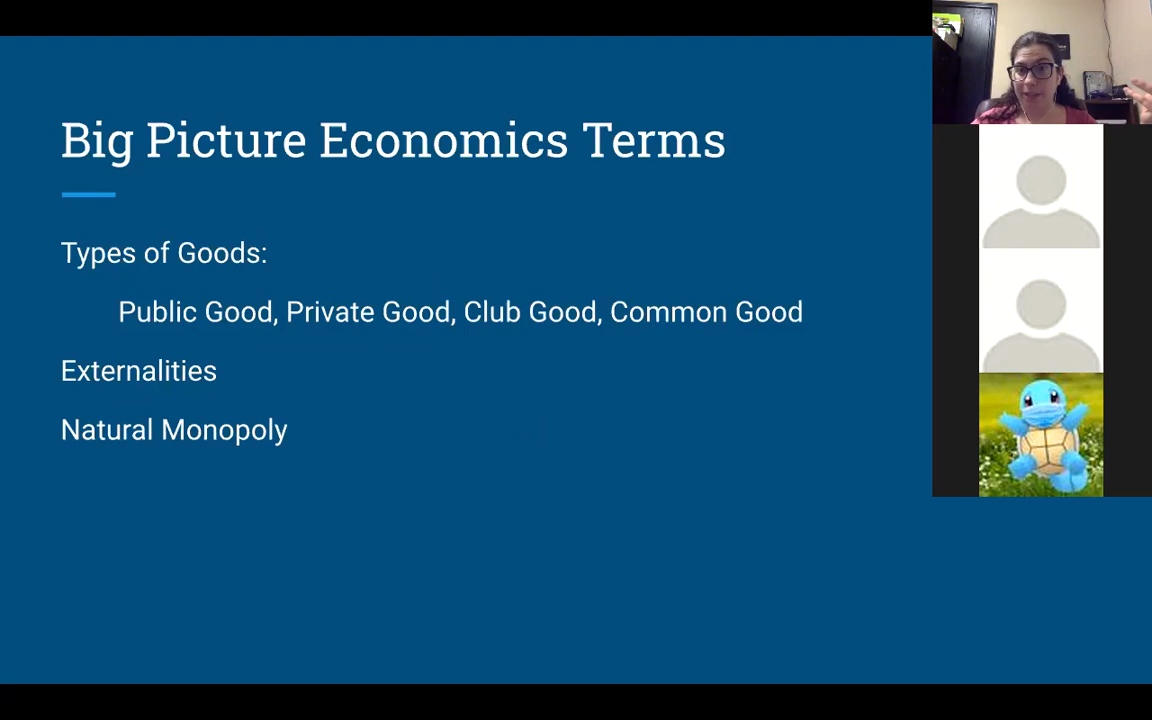 Big Picture Economics Terms
Types of Goods:
Public Good, Private Good, Club Good, Common Good
Externalities
Natural Monopoly